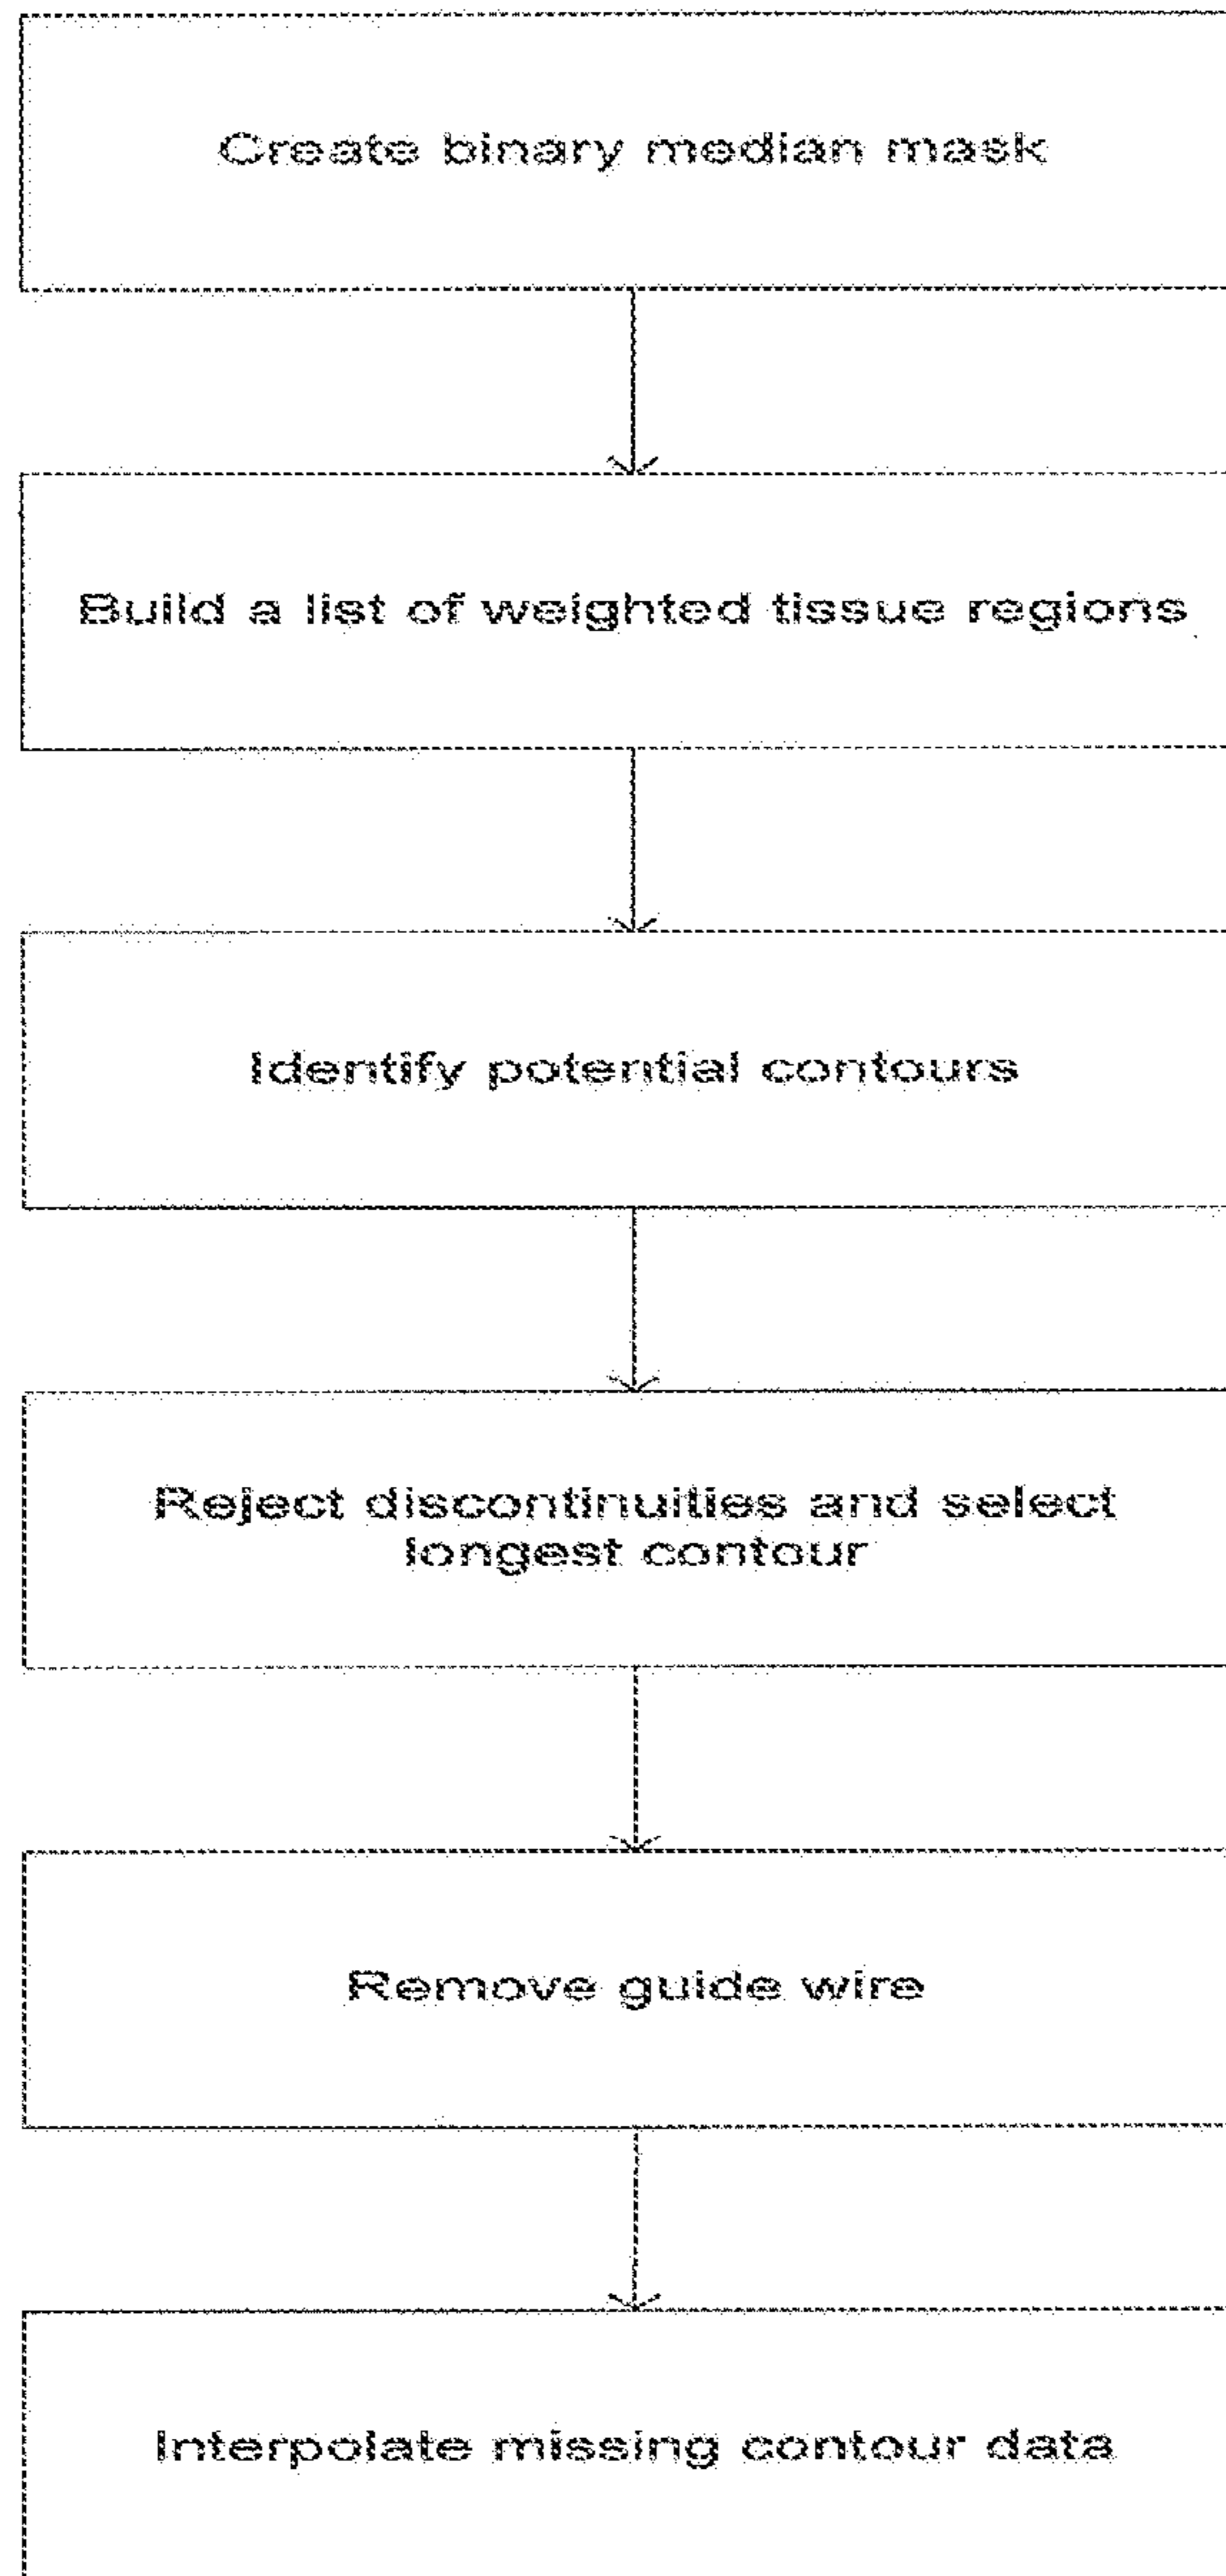 Create binary median mask
Build a list of weighted tissue regions
Identify potential contours
Reject discontinuities and select
longest contour
Remove guide wire
Interpolate missing contour data